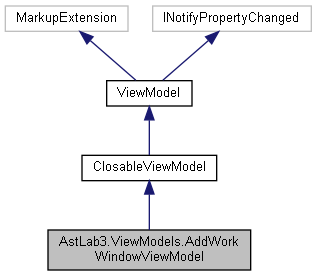 MarkupExtension
INotifyPropertyChanged
ViewModel
ClosableViewModel
AstLab3.ViewModels.AddWork
WindowViewModel